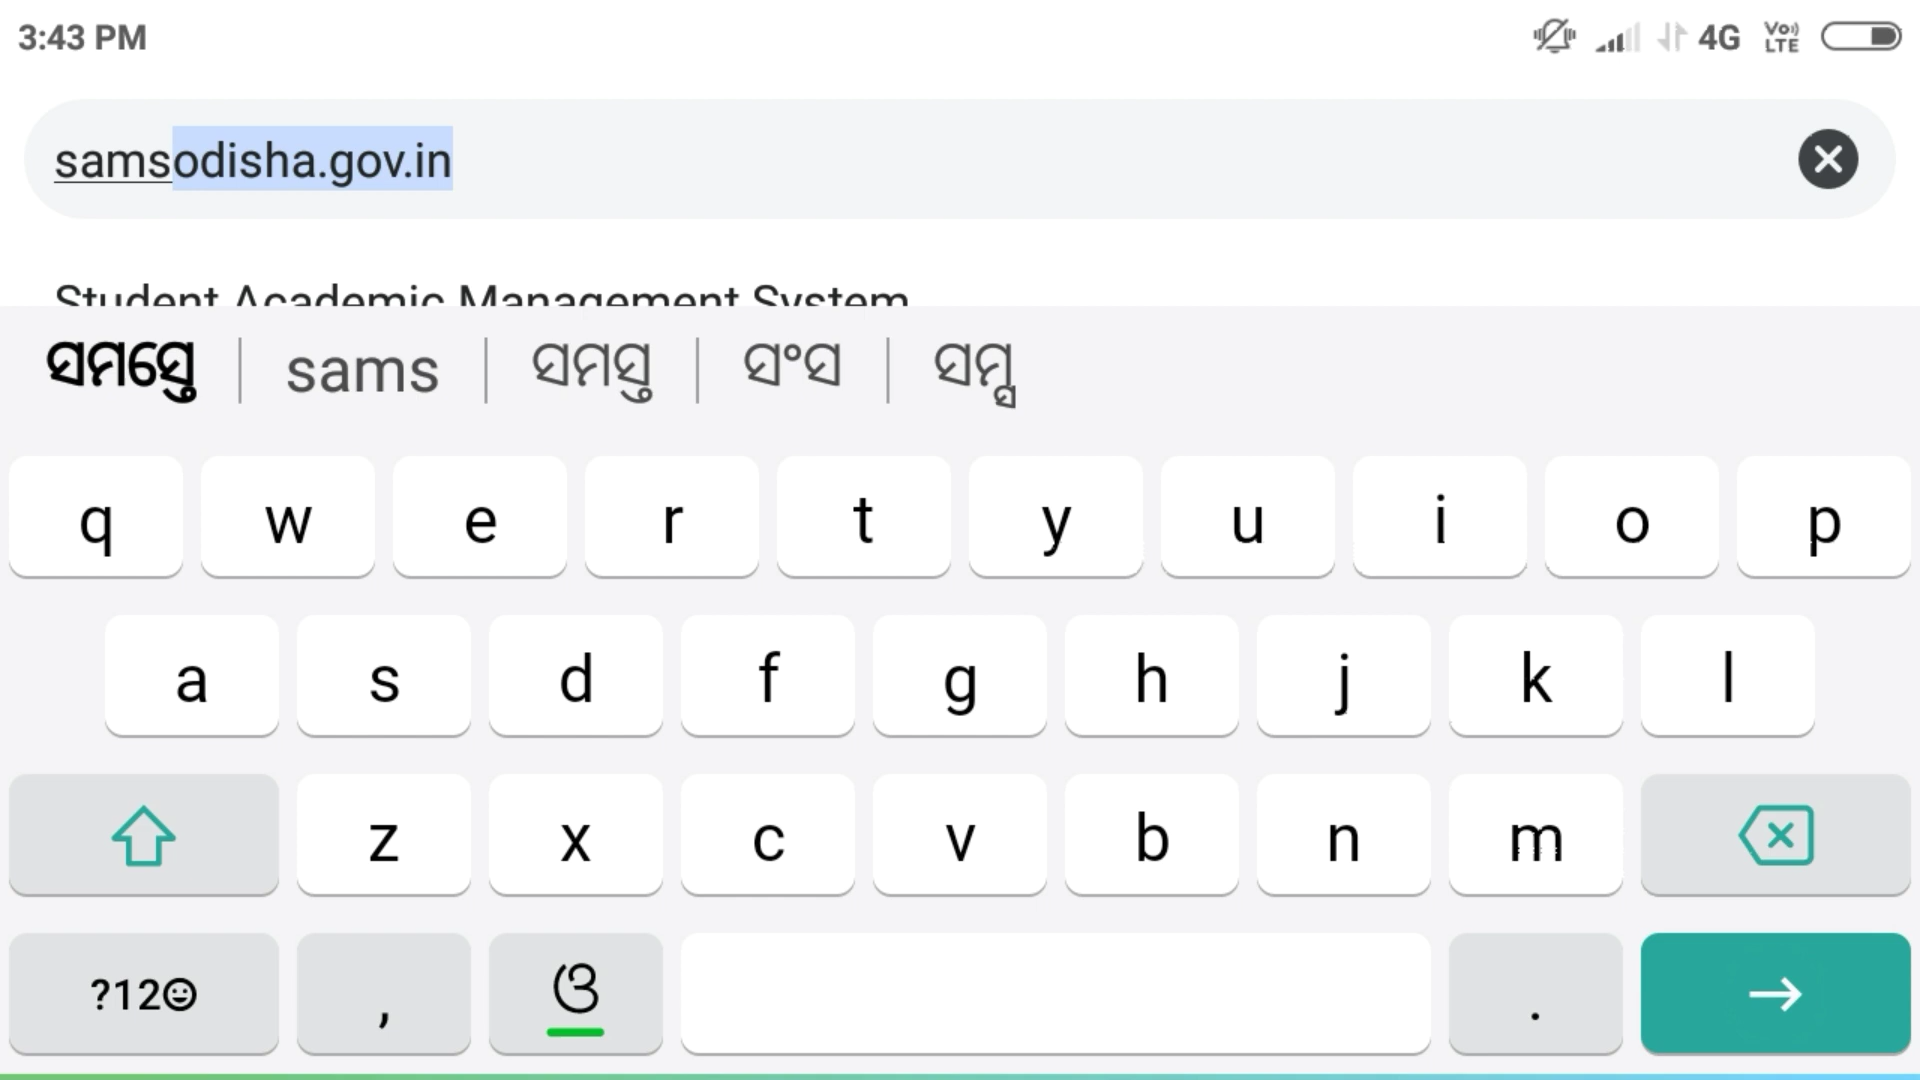 3:43 PM 4G Vo)) LTE
samsodisha.gov.in
Student Academic Management System
ସମସ୍ତେ sams ସମସ୍ତ ସଂସ ସମ୍ସ
q w e r t y u i o p
a s d f g h j k l
z x c v b n m
?12☺ , ଓ .